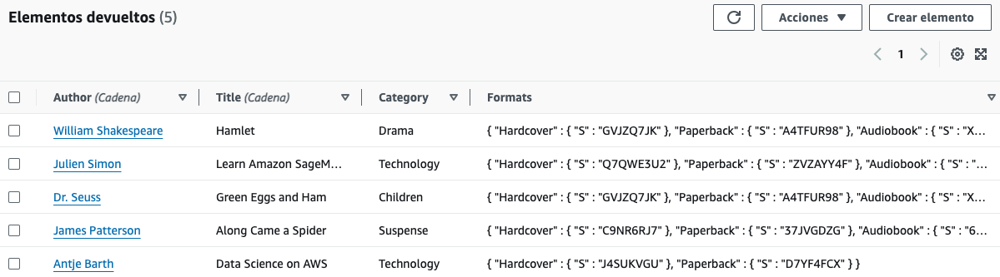 Elementos devueltos (5)
Acciones
Crear elemento
1
Author (Cadena) Title (Cadena) Category Formats
William Shakespeare Hamlet Drama { "Hardcover" : { "S" : "GVJZQ7JK" }, "Paperback" : { "S" : "A4TFUR98" }, "Audiobook" : { "S" : "X...
Julien Simon Learn Amazon SageM... Technology { "Hardcover" : { "S" : "Q7QWE3U2" }, "Paperback" : { "S" : "ZVZAYY4F" }, "Audiobook" : { "S" : "...
Dr. Seuss Green Eggs and Ham Children { "Hardcover" : { "S" : "GVJZQ7JK" }, "Paperback" : { "S" : "A4TFUR98" }, "Audiobook" : { "S" : "X...
James Patterson Along Came a Spider Suspense { "Hardcover" : { "S" : "C9NR6RJ7" }, "Paperback" : { "S" : "37JVGDZG" }, "Audiobook" : { "S" : "6...
Antje Barth Data Science on AWS Technology { "Hardcover" : { "S" : "J4SUKVGU" }, "Paperback" : { "S" : "D7YF4FCX" } }